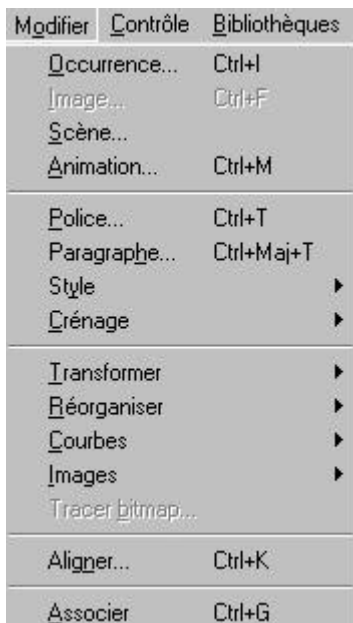 Modifier Contrôle Bibliothèques
Occurrence... Ctrl+I
Image... Ctrl+F
Scène...
Animation... Ctrl+M
Police... Ctrl+T
Paragraphe... Ctrl+Maj+T
Style
Crénage
Transformer
Réorganiser
Courbes
Images
Tracer bitmap...
Aligner... Ctrl+K
Associer Ctrl+G